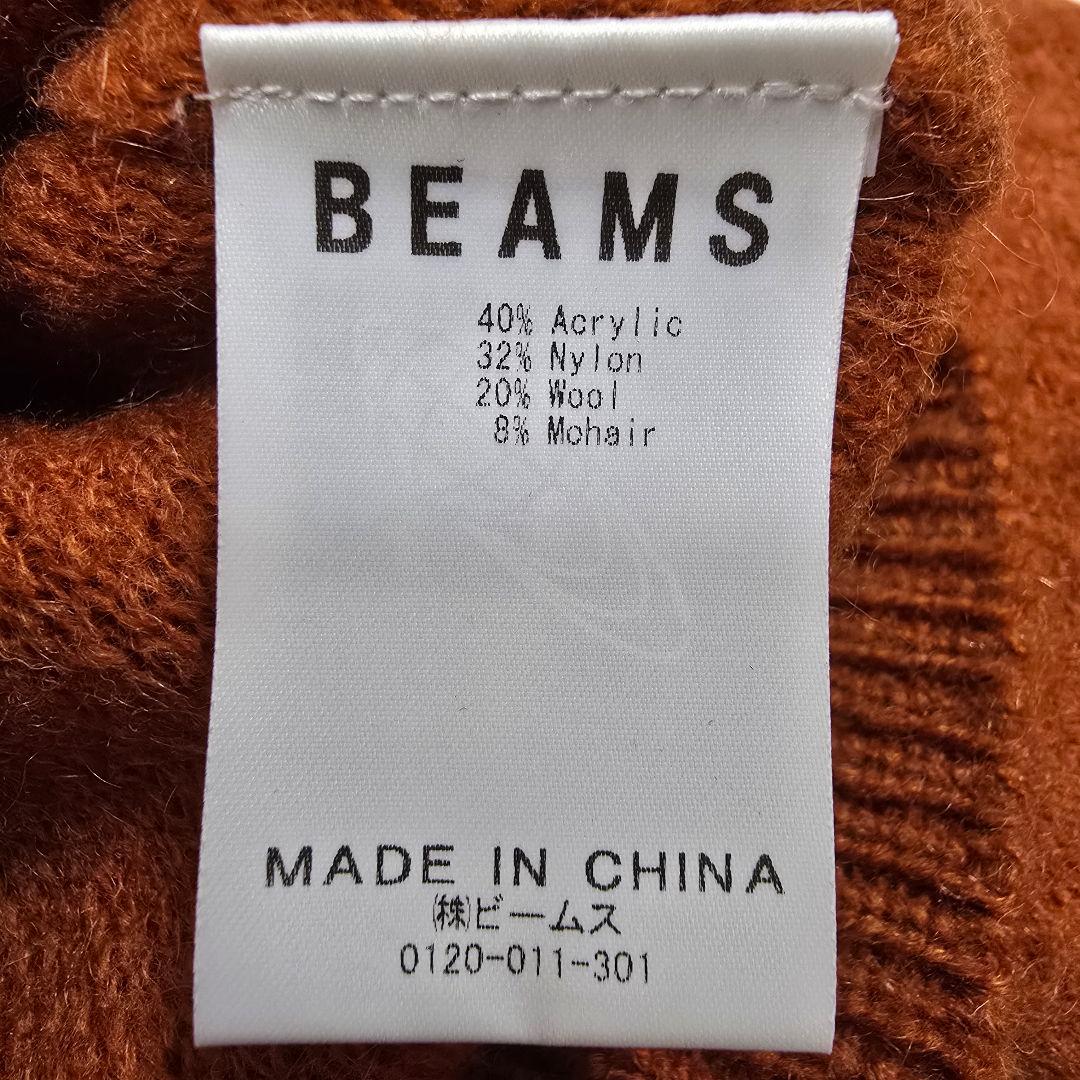 BEAMS
40% Acrylic
32% Nylon
20% Wool
8% Mohair
MADE IN CHINA
㈱ビームス
0120-011-301